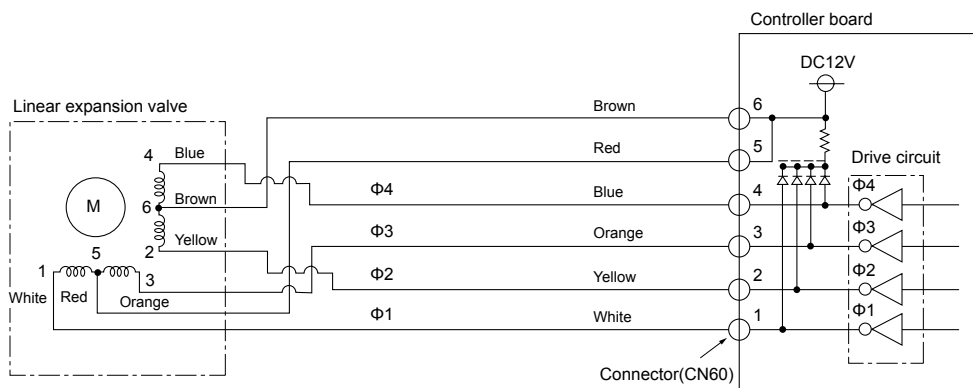 Controller board
DC12V
Linear expansion valve
Brown
6
4
Blue
Red
5
Drive circuit
M
6
Brown
Φ4
Blue
4
Φ4
2
Yellow
Φ3
Orange
3
Φ3
5
1
3
Φ2
Yellow
2
Φ2
White
Red
Orange
Φ1
White
1
Φ1
Connector(CN60)